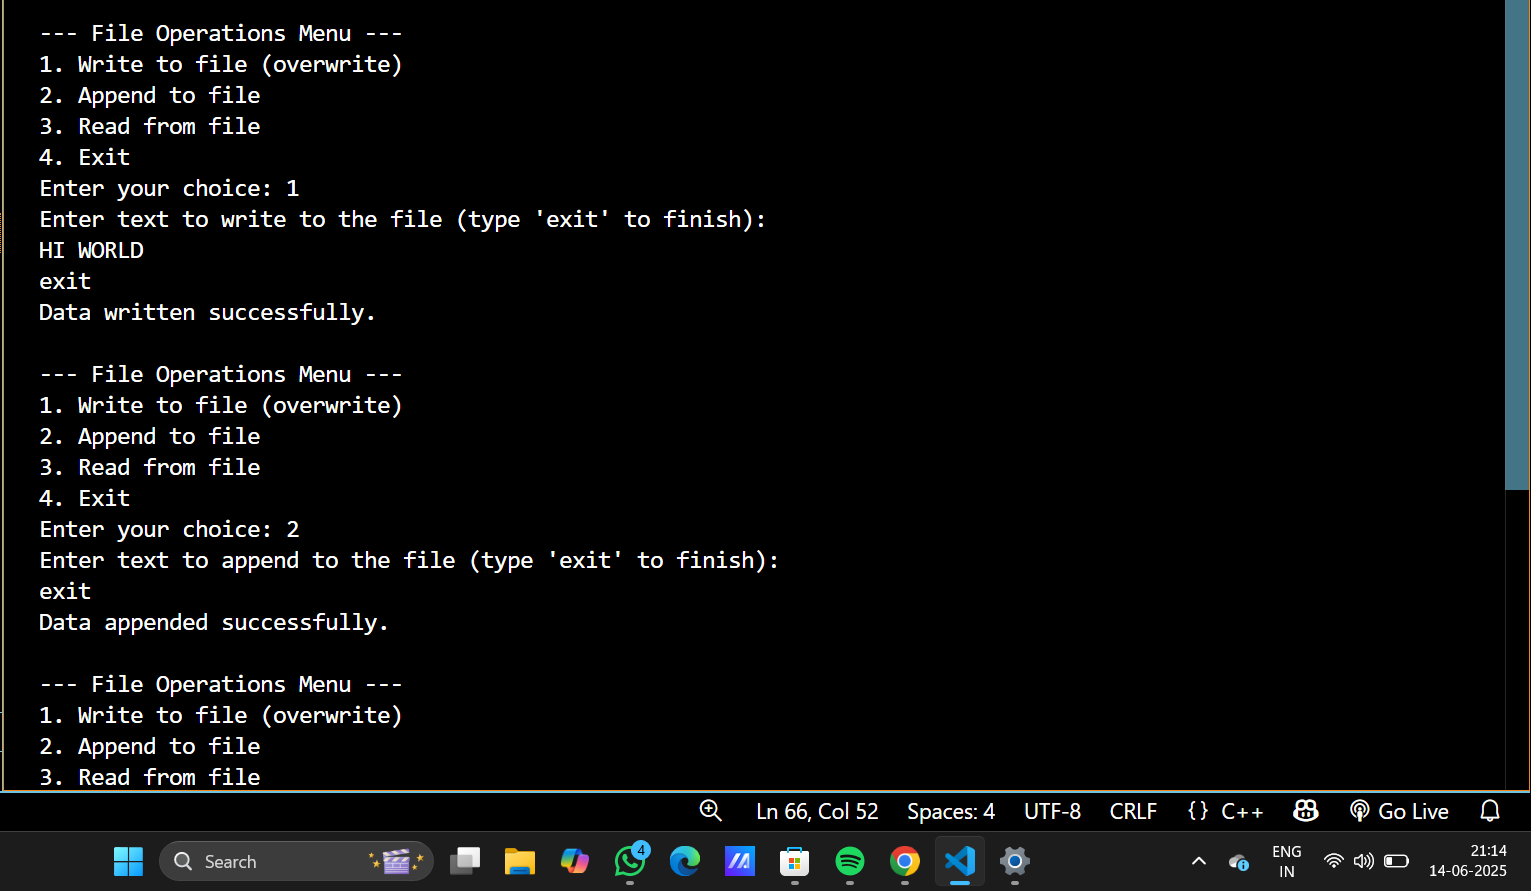 --- File Operations Menu ---
1. Write to file (overwrite)
2. Append to file
3. Read from file
4. Exit
Enter your choice: 1
Enter text to write to the file (type 'exit' to finish):
HI WORLD
exit
Data written successfully.
--- File Operations Menu ---
1. Write to file (overwrite)
2. Append to file
3. Read from file
4. Exit
Enter your choice: 2
Enter text to append to the file (type 'exit' to finish):
exit
Data appended successfully.
--- File Operations Menu ---
1. Write to file (overwrite)
2. Append to file
3. Read from file
Ln 66, Col 52 Spaces: 4 UTF-8 CRLF {} C++ Go Live
Search 4 ENG 21:14
IN 14-06-2025